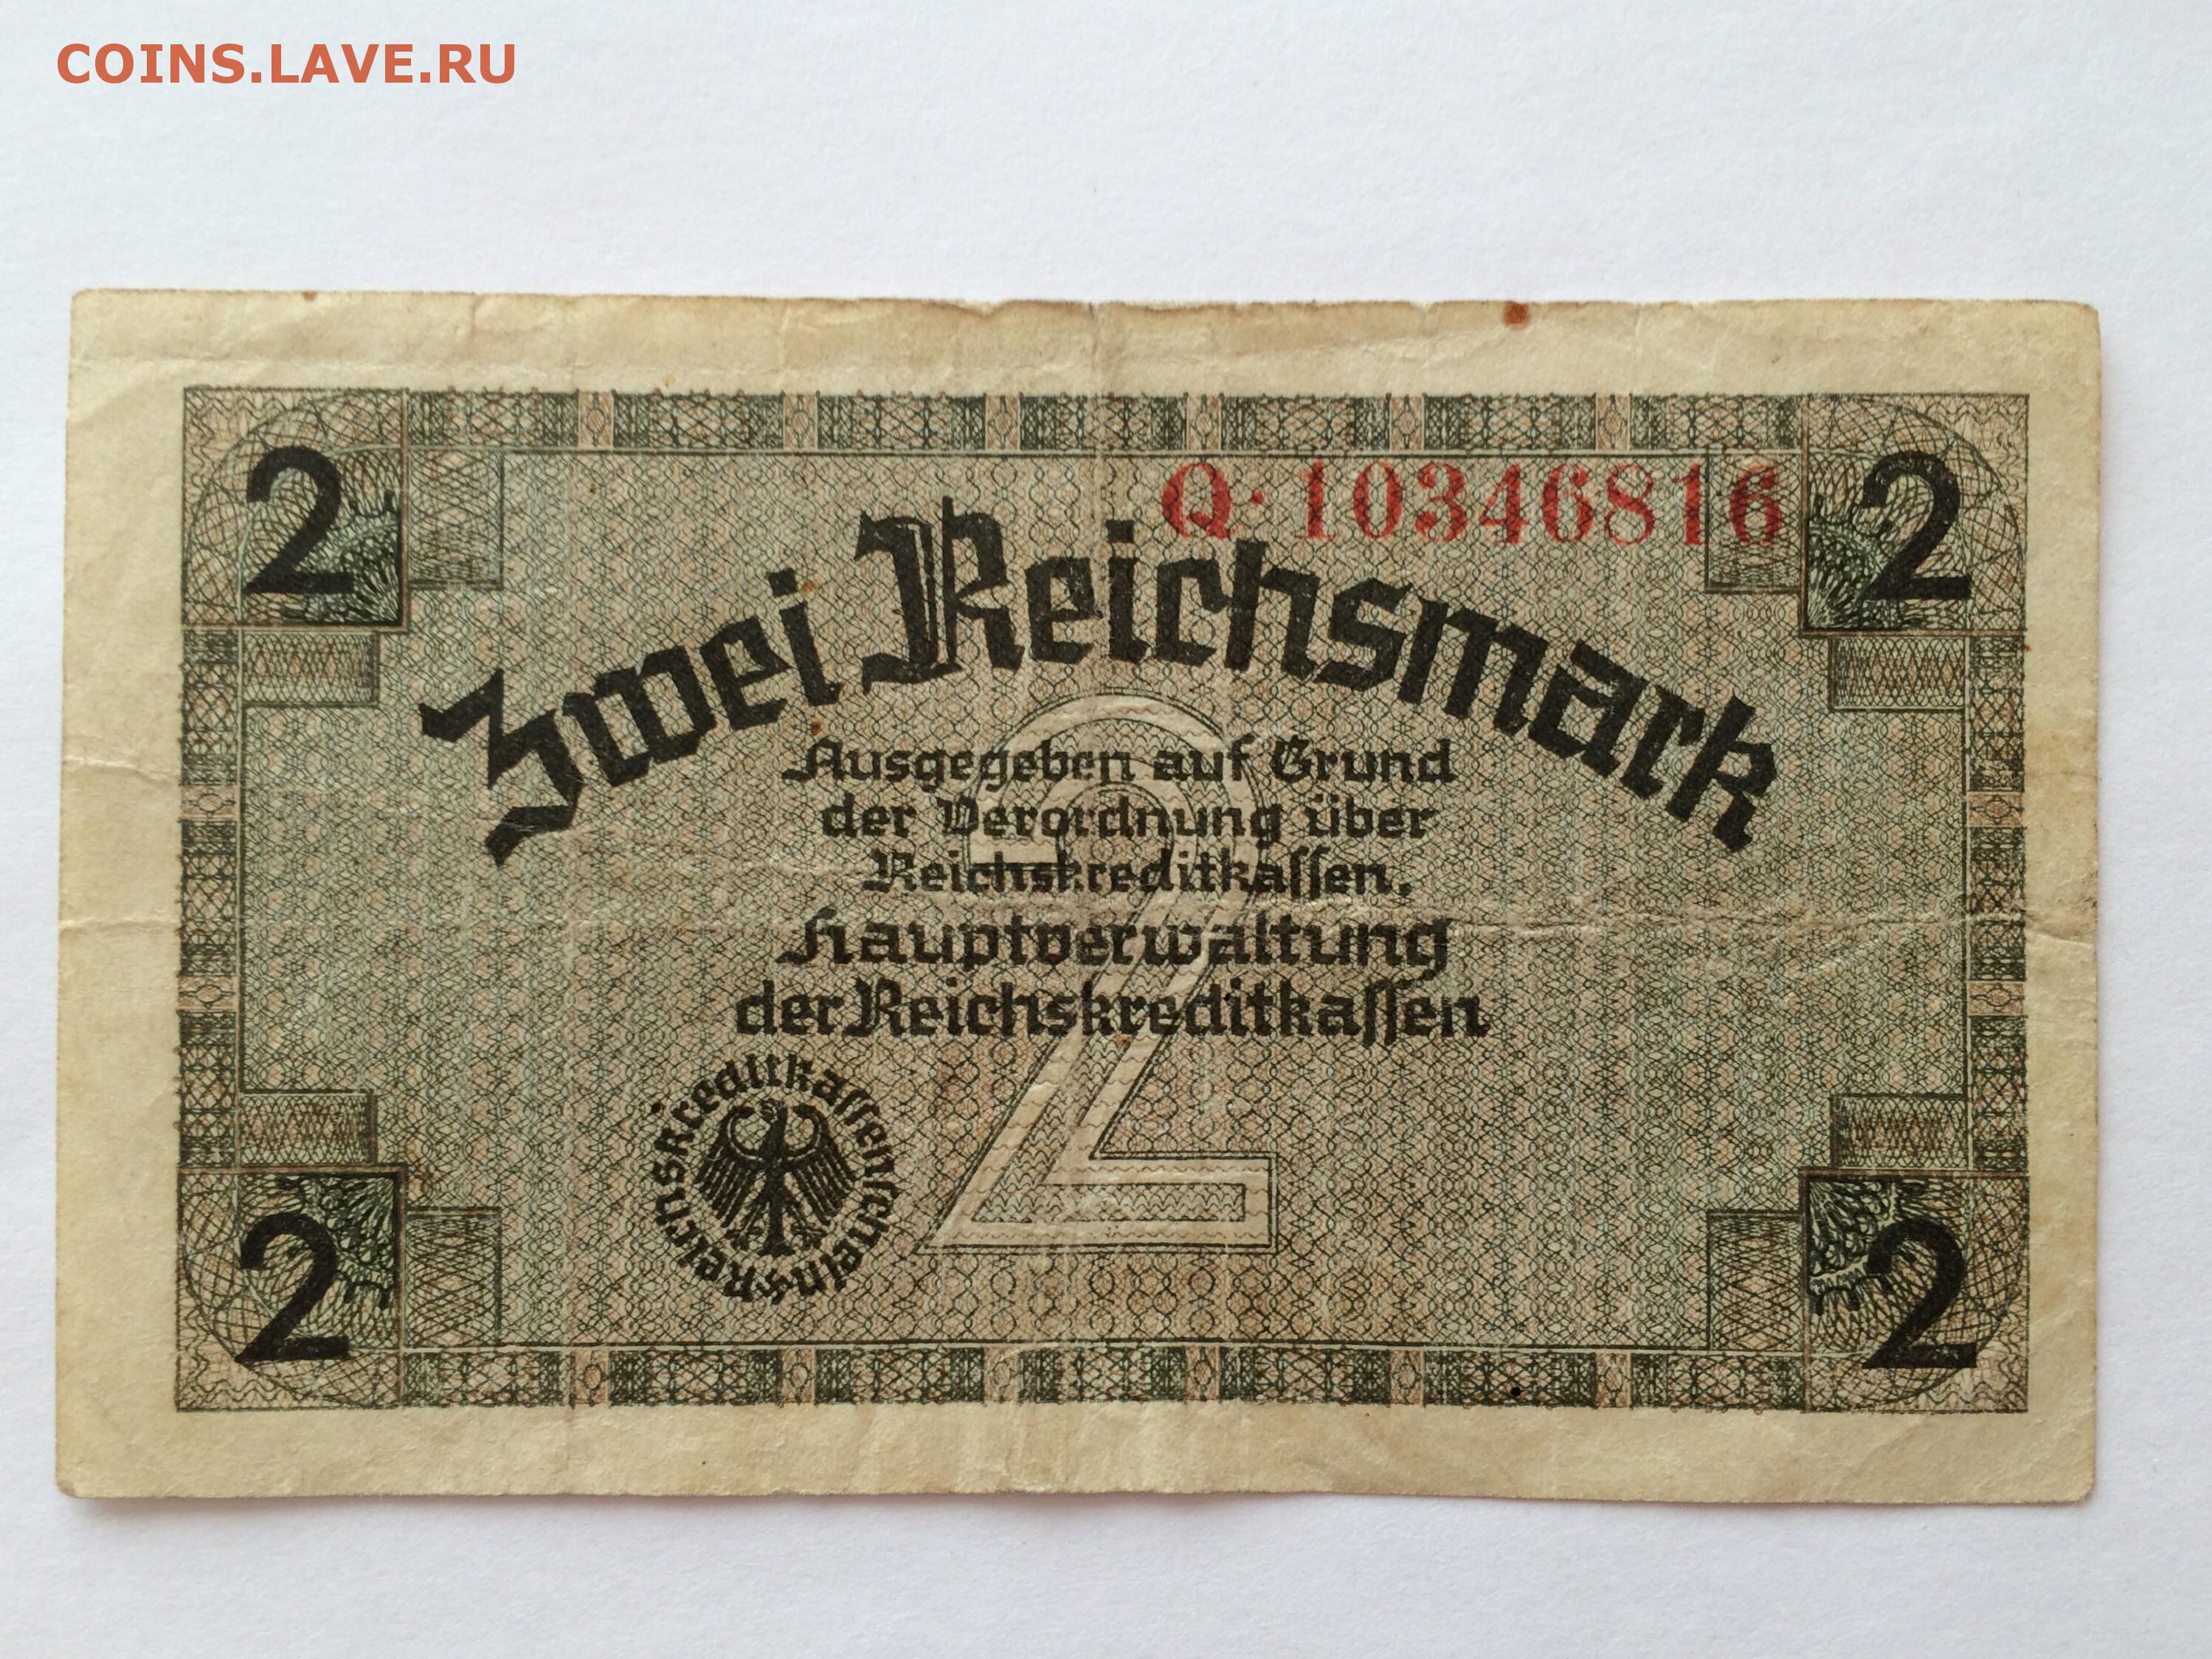 COINS.LAVE.RU
2
2
Q·10346816
Zwei Reichsmark
Ausgegeben auf Grund
der Verordnung über
Reichskreditkaſſen.
Hauptverwaltung
der Reichskreditkaſſen
2
Reichskreditkaſſenſchein
2
2